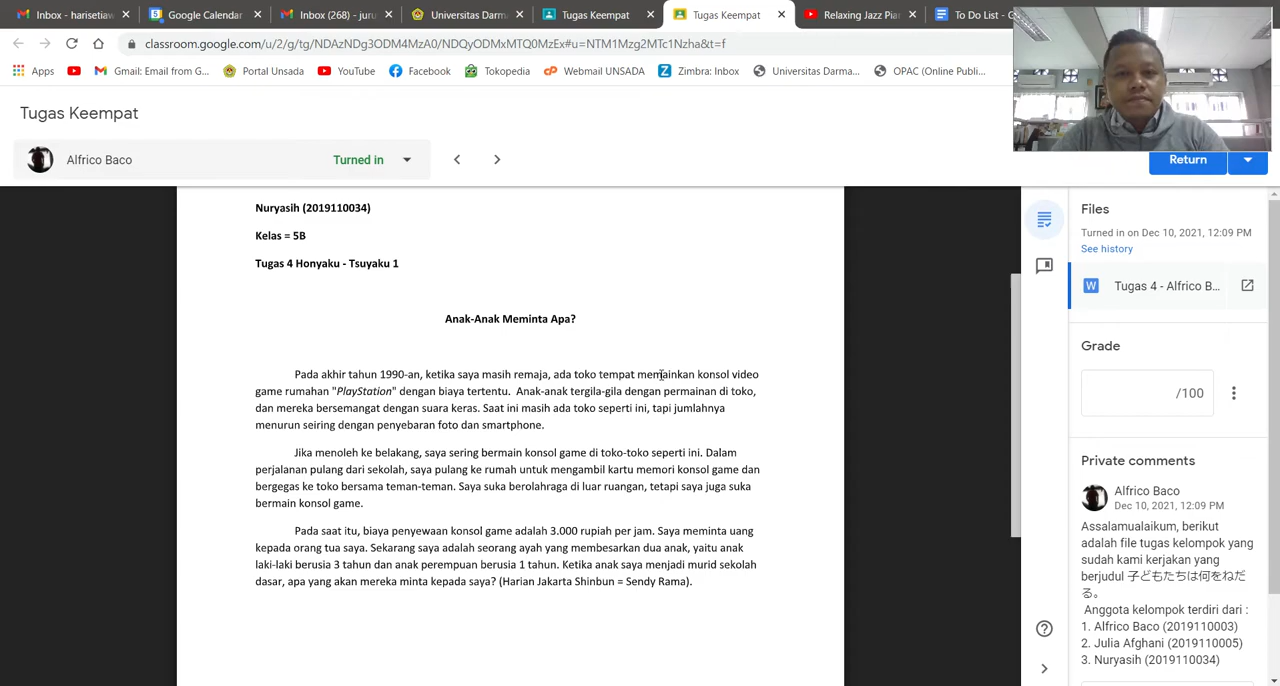 Inbox - harisetiaw
Google Calendar
Inbox (268) - juru
Universitas Darm
Tugas Keempat
Tugas Keempat
Relaxing Jazz Pia
To Do List - G
classroom.google.com/u/2/g/tg/NDAzNDg3ODM4MzA0/NDQyODMxMTQ0MzEx#u=NTM1Mzg2MTc1Nzha&t=f
Apps
Gmail: Email from G...
Portal Unsada
YouTube
Facebook
Tokopedia
Webmail UNSADA
Zimbra: Inbox
Universitas Darma...
OPAC (Online Publi...
Tugas Keempat
Alfrico Baco
Turned in
Return
Nuryasih (2019110034)
Kelas = 5B
Tugas 4 Honyaku - Tsuyaku 1
Anak-Anak Meminta Apa?
Pada akhir tahun 1990-an, ketika saya masih remaja, ada toko tempat memainkan konsol video
game rumahan "PlayStation" dengan biaya tertentu. Anak-anak tergila-gila dengan permainan di toko,
dan mereka bersemangat dengan suara keras. Saat ini masih ada toko seperti ini, tapi jumlahnya
menurun seiring dengan penyebaran foto dan smartphone.
Jika menoleh ke belakang, saya sering bermain konsol game di toko-toko seperti ini. Dalam
perjalanan pulang dari sekolah, saya pulang ke rumah untuk mengambil kartu memori konsol game dan
bergegas ke toko bersama teman-teman. Saya suka berolahraga di luar ruangan, tetapi saya juga suka
bermain konsol game.
Pada saat itu, biaya penyewaan konsol game adalah 3.000 rupiah per jam. Saya meminta uang
kepada orang tua saya. Sekarang saya adalah seorang ayah yang membesarkan dua anak, yaitu anak
laki-laki berusia 3 tahun dan anak perempuan berusia 1 tahun. Ketika anak saya menjadi murid sekolah
dasar, apa yang akan mereka minta kepada saya? (Harian Jakarta Shinbun = Sendy Rama).
Files
Turned in on Dec 10, 2021, 12:09 PM
See history
W
Tugas 4 - Alfrico B...
Grade
/100
Private comments
Alfrico Baco
Dec 10, 2021, 12:09 PM
Assalamualaikum, berikut
adalah file tugas kelompok yang
sudah kami kerjakan yang
berjudul 子どもたちは何をねだ
る。
Anggota kelompok terdiri dari :
1. Alfrico Baco (2019110003)
2. Julia Afghani (2019110005)
3. Nuryasih (2019110034)